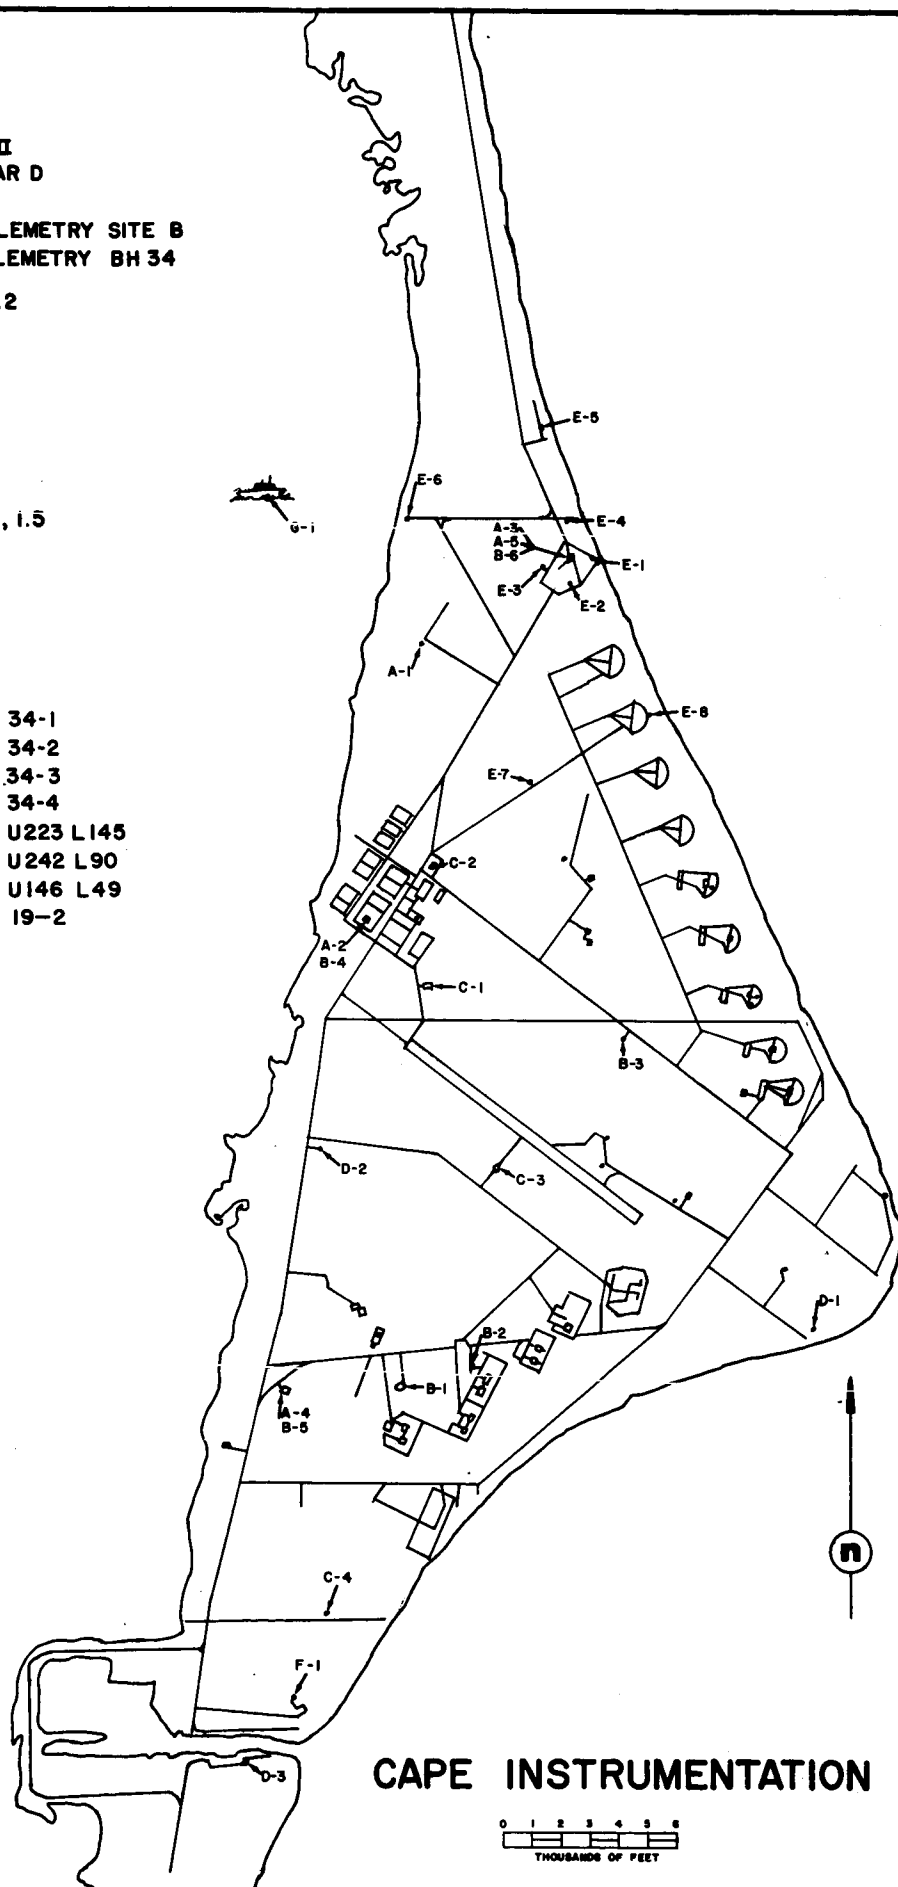 II
AR D
LEMETRY SITE B
LEMETRY BH 34
.2
E-5
E-6
G-1
, 1.5
E-4
A-3
A-5
B-6
E-1
E-3
E-2
A-1
34-1
E-8
34-2
34-3
E-7
34-4
U223 L145
U242 L90
C-2
U146 L49
19-2
A-2
B-4
C-1
B-3
D-2
C-3
D-1
B-2
B-1
A-4
B-5
n
C-4
F-1
D-3
CAPE INSTRUMENTATION
0 1 2 3 4 5 6
THOUSANDS OF FEET